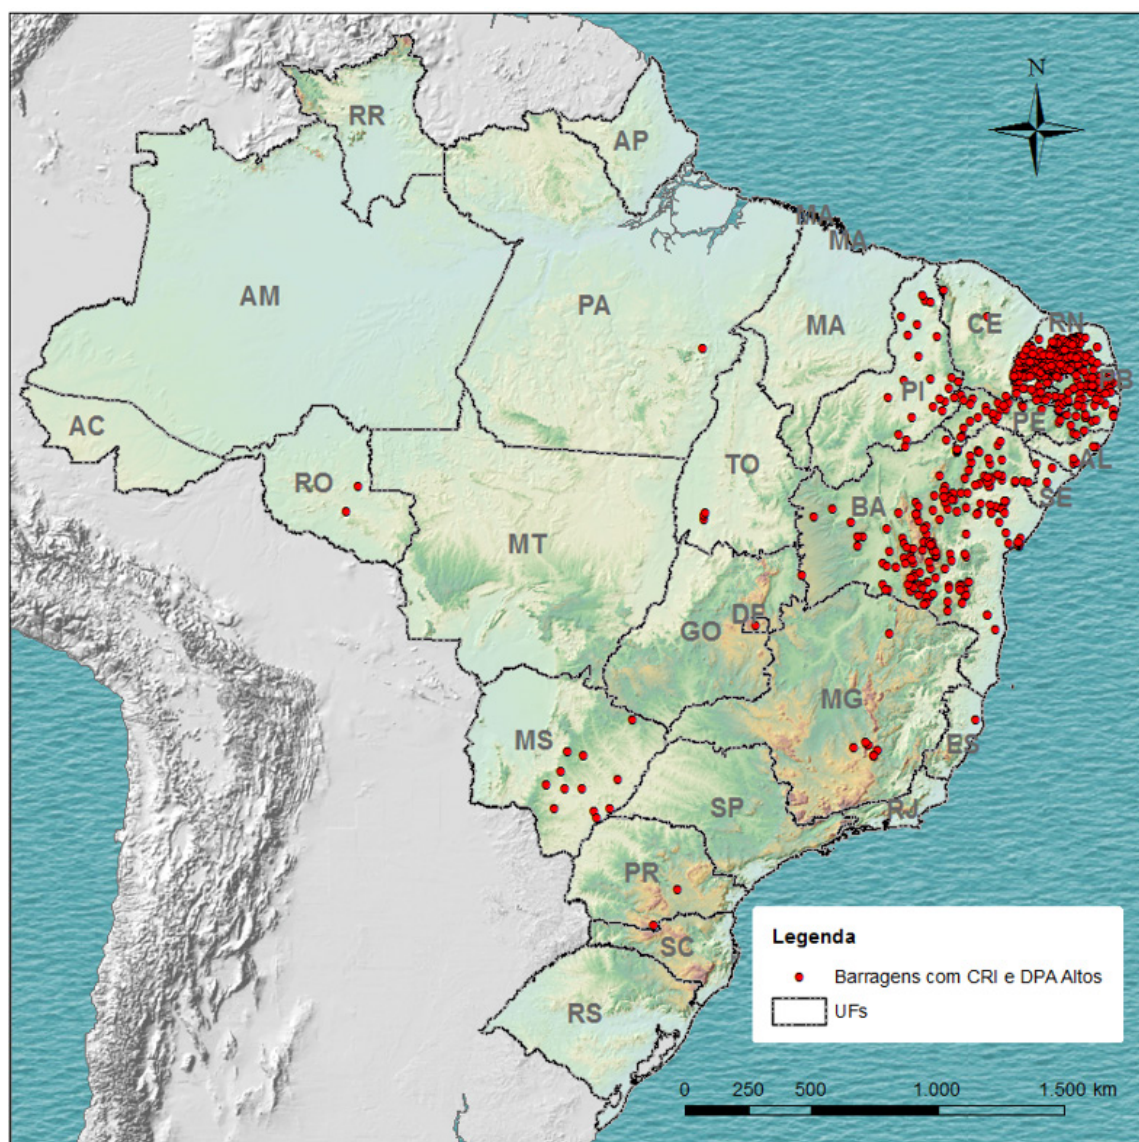 N
RR
AP
MA
MA
AM
PA
MA
CE
RN
PB
PI
PE
AC
AL
TO
RO
SE
BA
MT
DF
GO
MG
MS
ES
SP
RJ
PR
SC
RS
Legenda
Barragens com CRI e DPA Altos
UFs
0 250 500 1.000 1.500 km